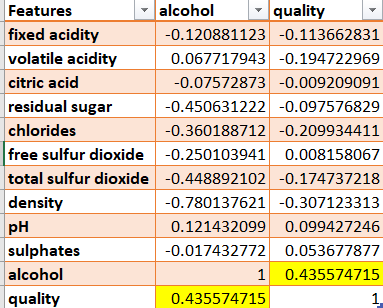 Features alcohol quality
fixed acidity -0.120881123 -0.113662831
volatile acidity 0.067717943 -0.194722969
citric acid -0.07572873 -0.009209091
residual sugar -0.450631222 -0.097576829
chlorides -0.360188712 -0.209934411
free sulfur dioxide -0.250103941 0.008158067
total sulfur dioxide -0.448892102 -0.174737218
density -0.780137621 -0.307123313
pH 0.121432099 0.099427246
sulphates -0.017432772 0.053677877
alcohol 1 0.435574715
quality 0.435574715 1